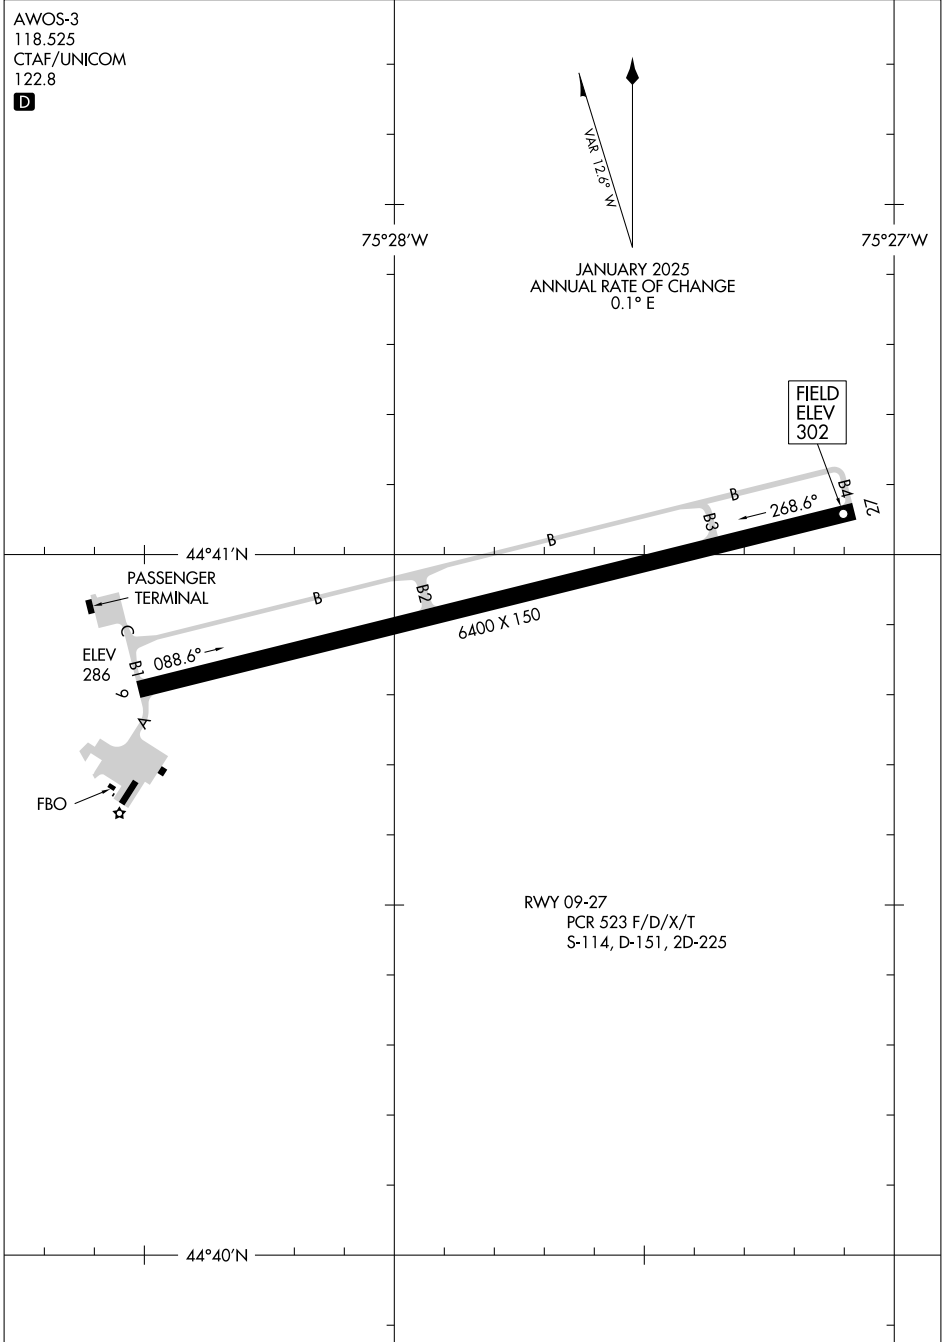 AWOS-3
118.525
CTAF/UNICOM
122.8
D
VAR 12.6° W
75°28'W
75°27'W
JANUARY 2025
ANNUAL RATE OF CHANGE
0.1° E
FIELD
ELEV
302
B
B4
27
268.6°
B3
B
44°41'N
PASSENGER
TERMINAL
B2
B
6400 X 150
C
ELEV
286
B1
088.6°
9
A
FBO
RWY 09-27
PCR 523 F/D/X/T
S-114, D-151, 2D-225
44°40'N